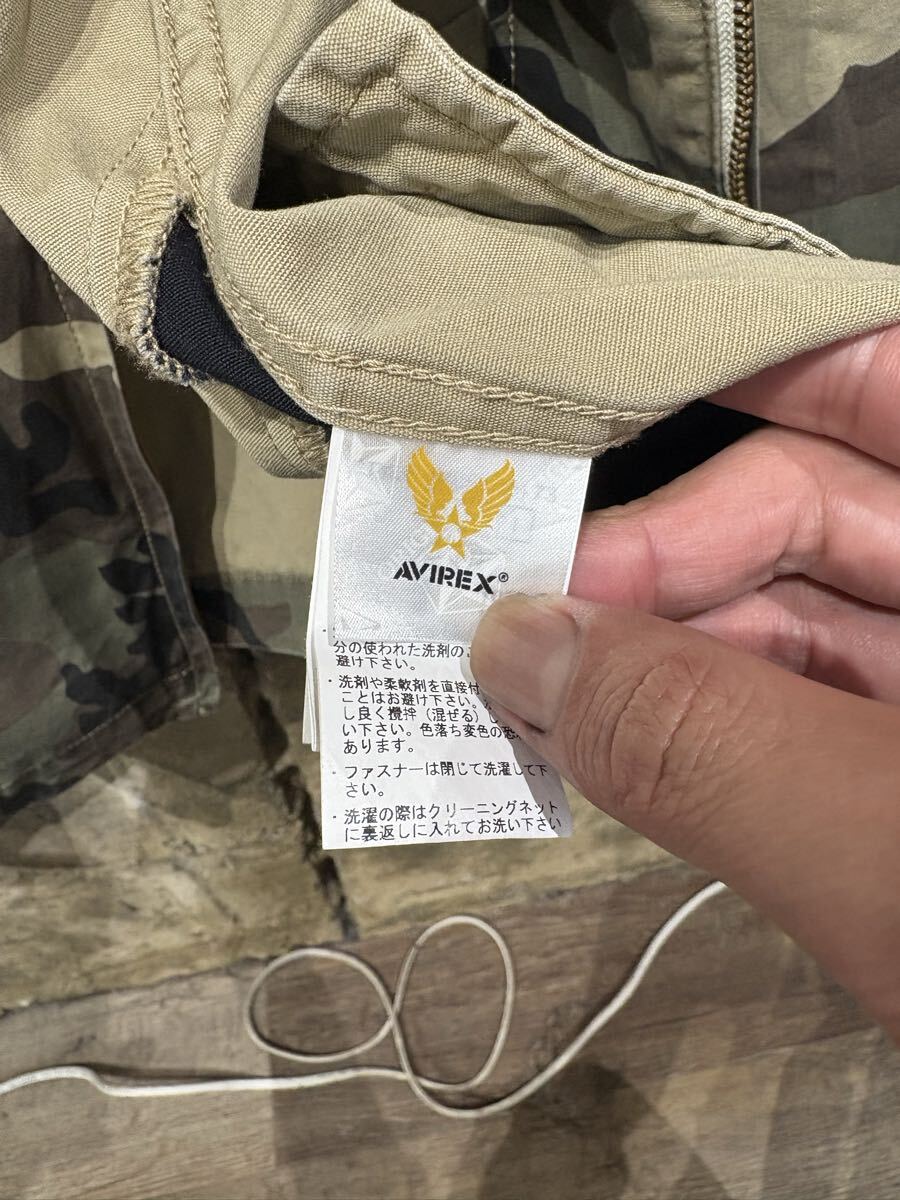 73
AVIREX®
分の使われた洗剤の
避け下さい。
・洗剤や柔軟剤を直接付
ことはお避け下さい。
し良く攪拌（混ぜる）し
い下さい。色落ち変色の恐
あります。
・ファスナーは閉じて洗濯して下
さい。
・洗濯の際はクリーニングネット
に裏返しに入れてお洗い下さい